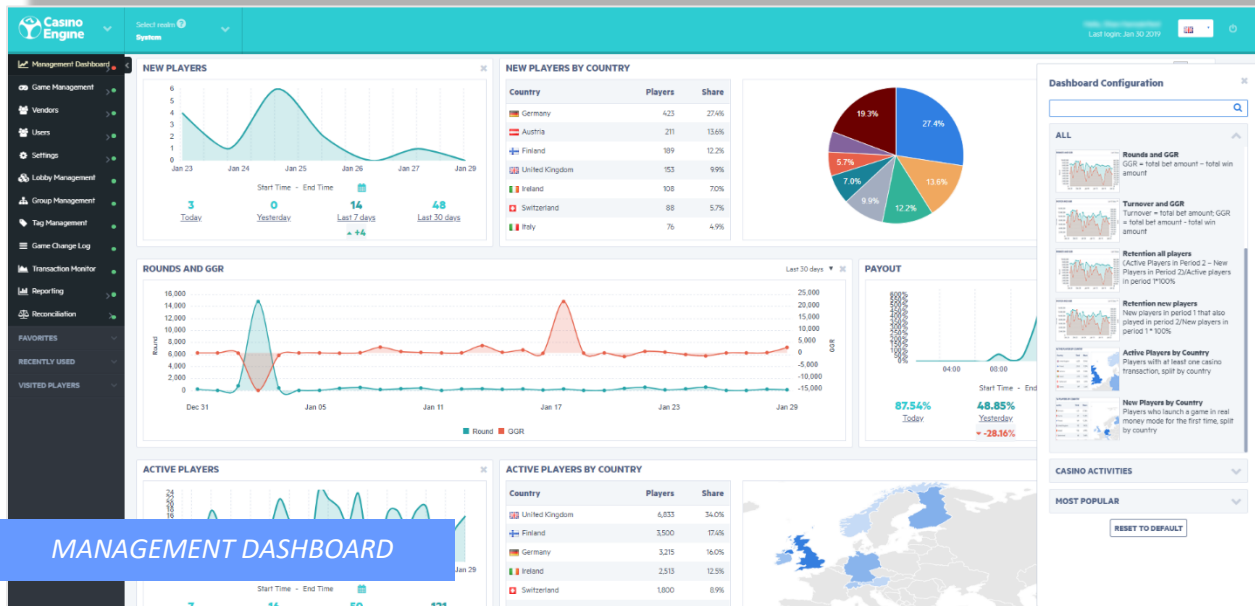 Casino
Engine
Select realm
System
Last login: Jan 30 2019
Management Dashboard
Game Management
Vendors
Users
Settings
Lobby Management
Group Management
Tag Management
Game Change Log
Transaction Monitor
Reporting
Reconciliation
FAVORITES
RECENTLY USED
VISITED PLAYERS
NEW PLAYERS
6
5
4
3
2
1
0
Jan 23 Jan 24 Jan 25 Jan 26 Jan 27 Jan 29
Start Time - End Time
3 0 14 48
Today Yesterday Last 7 days Last 30 days
+4
NEW PLAYERS BY COUNTRY
Country Players Share
Germany 423 27.4%
Austria 211 13.6%
Finland 189 12.2%
United Kingdom 153 9.9%
Ireland 108 7.0%
Switzerland 88 5.7%
Italy 76 4.9%
19.3%
27.4%
5.7%
7.0%
13.6%
9.9%
12.2%
ROUNDS AND GGR
Last 30 days
Round
16,000
14,000
12,000
10,000
8,000
6,000
4,000
2,000
0
25,000
20,000
15,000
10,000
5,000
0
-5,000
-10,000
-15,000
GGR
Dec 31 Jan 05 Jan 11 Jan 17 Jan 23 Jan 29
Round GGR
PAYOUT
0%
04:00 00:00
Start Time - End
87.54% 48.85%
Today Yesterday
-28.16%
ACTIVE PLAYERS
Jan 29
Start Time - End Time
7 16 50 121
ACTIVE PLAYERS BY COUNTRY
Country Players Share
United Kingdom 6,833 34.0%
Finland 3,500 17.4%
Germany 3,215 16.0%
Ireland 2,513 12.5%
Switzerland 1,800 8.9%
Dashboard Configuration
ALL
Rounds and GGR
GGR = total bet amount - total win
amount
Turnover and GGR
Turnover = total bet amount; GGR
= total bet amount - total win
amount
Retention all players
(Active Players in Period 2 - New
Players in Period 2)/Active players
in period 1*100%
Retention new players
New players in period 1 that also
played in period 2/New players in
period 1 * 100%
Active Players by Country
Players with at least one casino
transaction, split by country
New Players by Country
Players who launch a game in real
money mode for the first time, split
by country
CASINO ACTIVITIES
MOST POPULAR
RESET TO DEFAULT
MANAGEMENT DASHBOARD